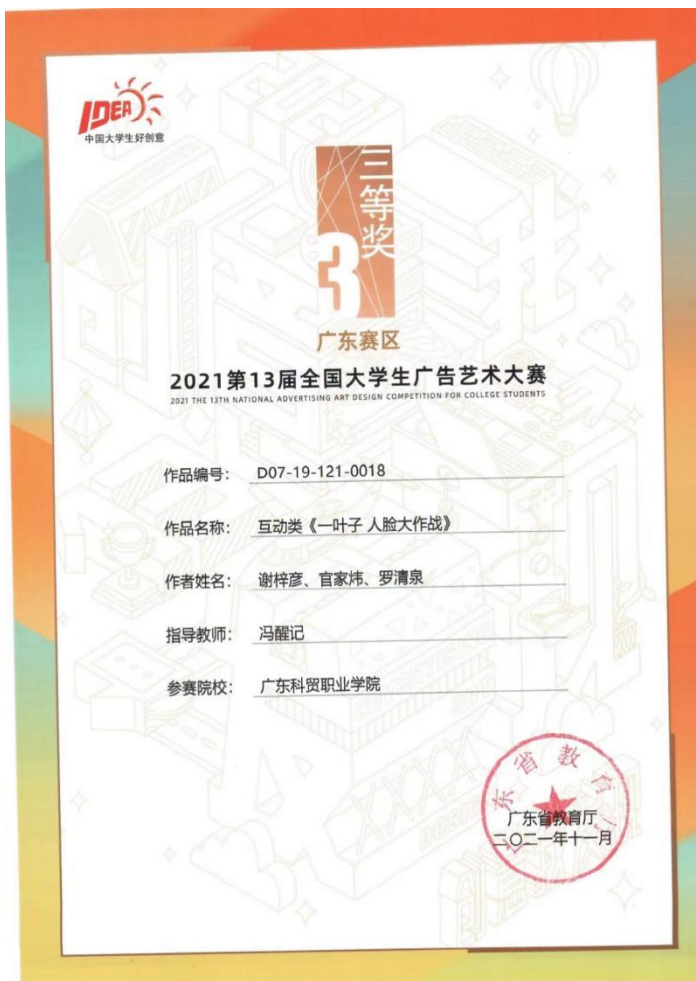 IDEA
中国大学生好创意
三等奖
3
广东赛区
2021第13届全国大学生广告艺术大赛
2021 THE 13TH NATIONAL ADVERTISING ART DESIGN COMPETITION FOR COLLEGE STUDENTS
作品编号: D07-19-121-0018
作品名称: 互动类《一叶子 人脸大作战》
作者姓名: 谢梓彦、官家炜、罗清泉
指导教师: 冯醒记
参赛院校: 广东科贸职业学院
广东省教育厅
广东省教育厅
二〇二一年十一月